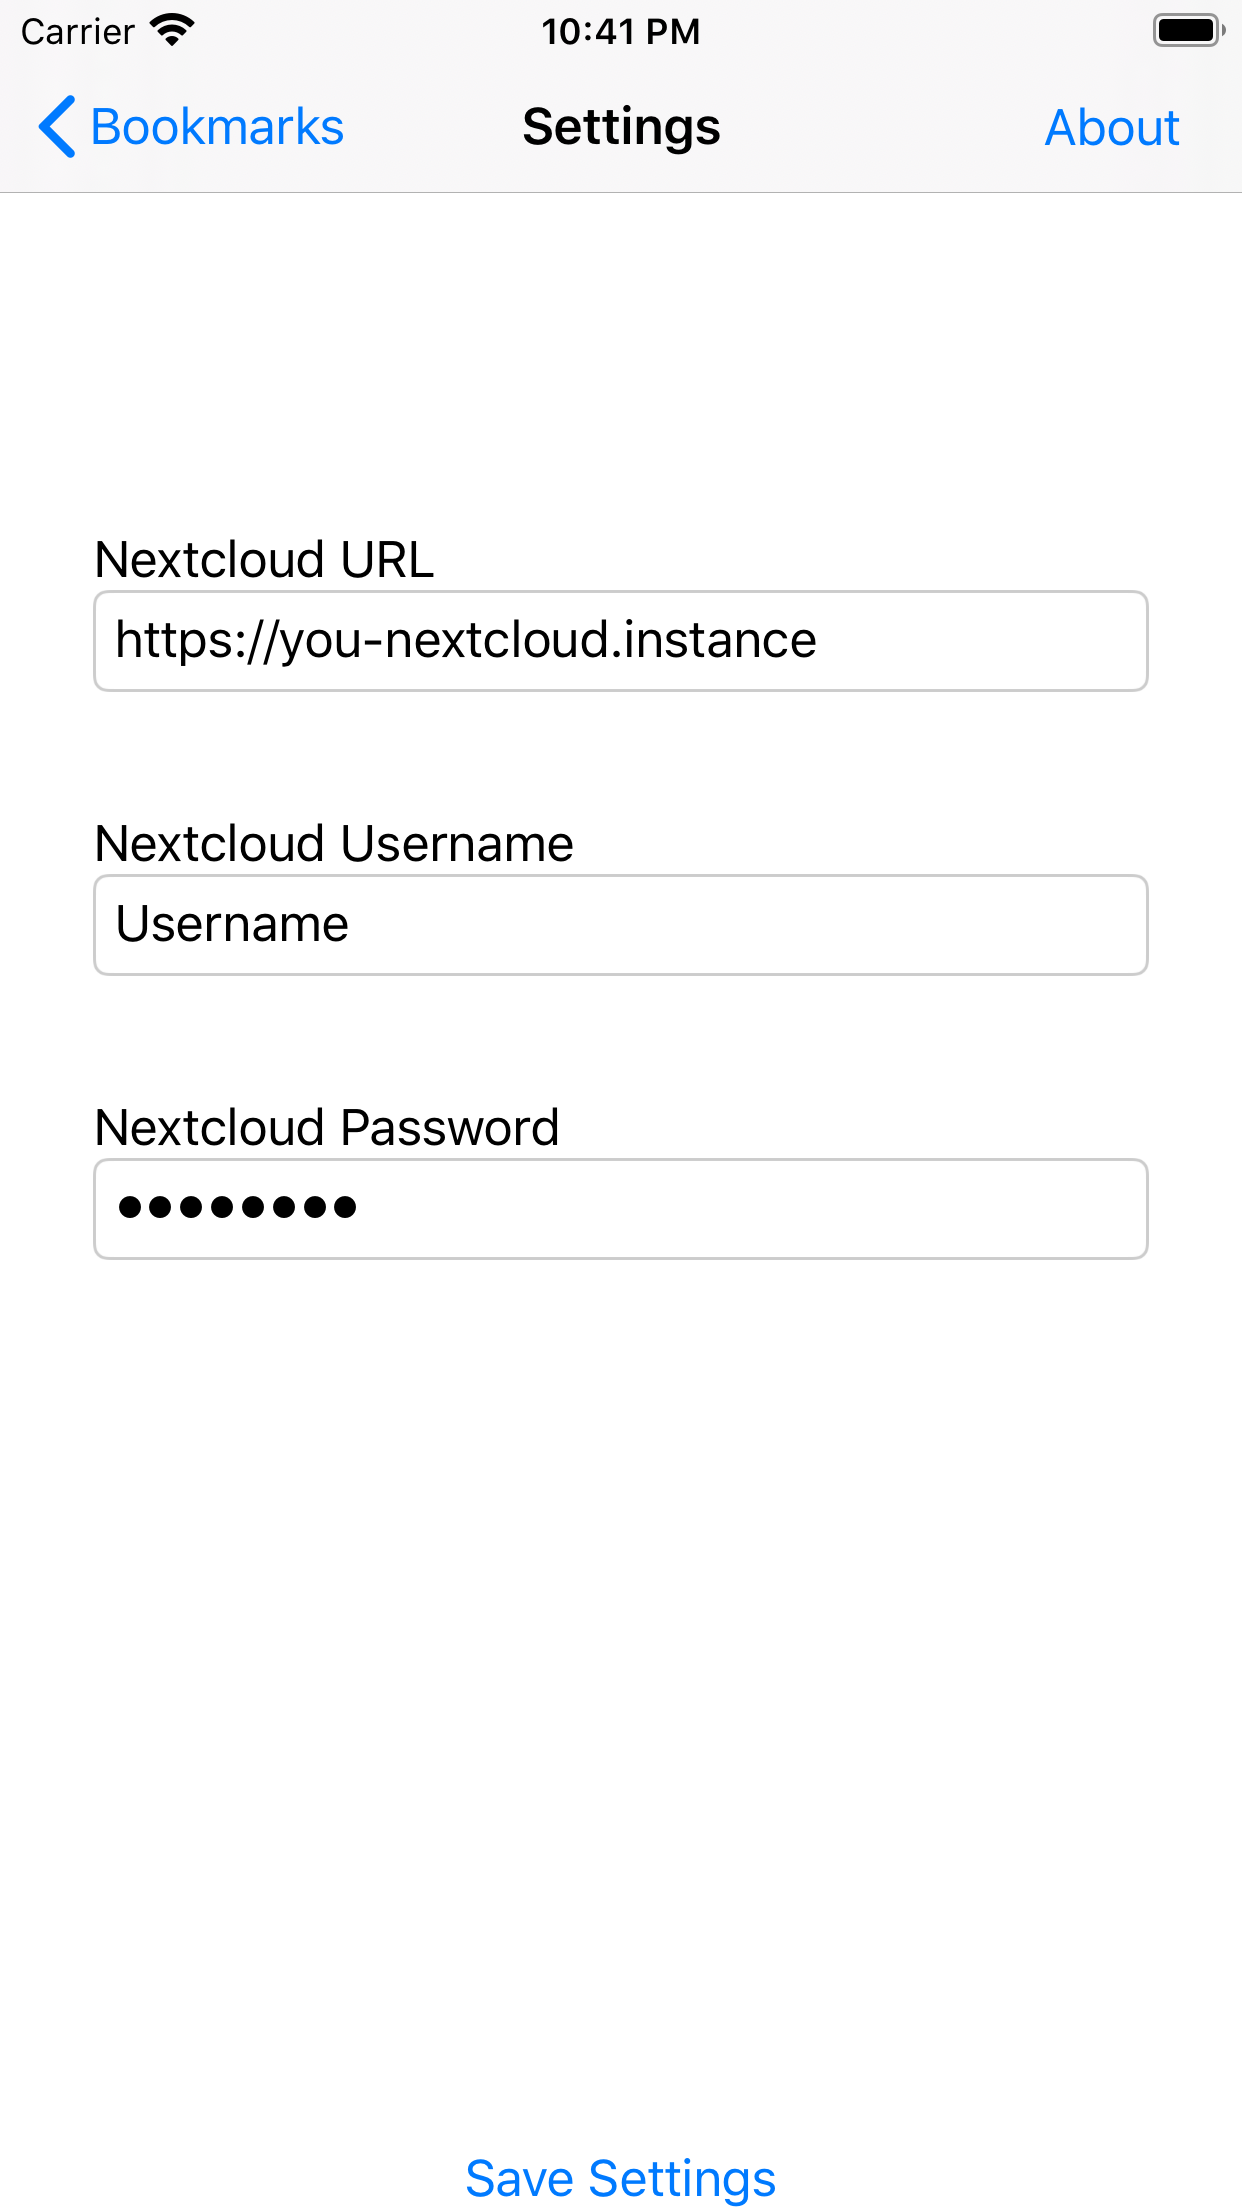 Carrier 10:41 PM
Bookmarks Settings About
Nextcloud URL
https://you-nextcloud.instance
Nextcloud Username
Username
Nextcloud Password
••••••••
Save Settings